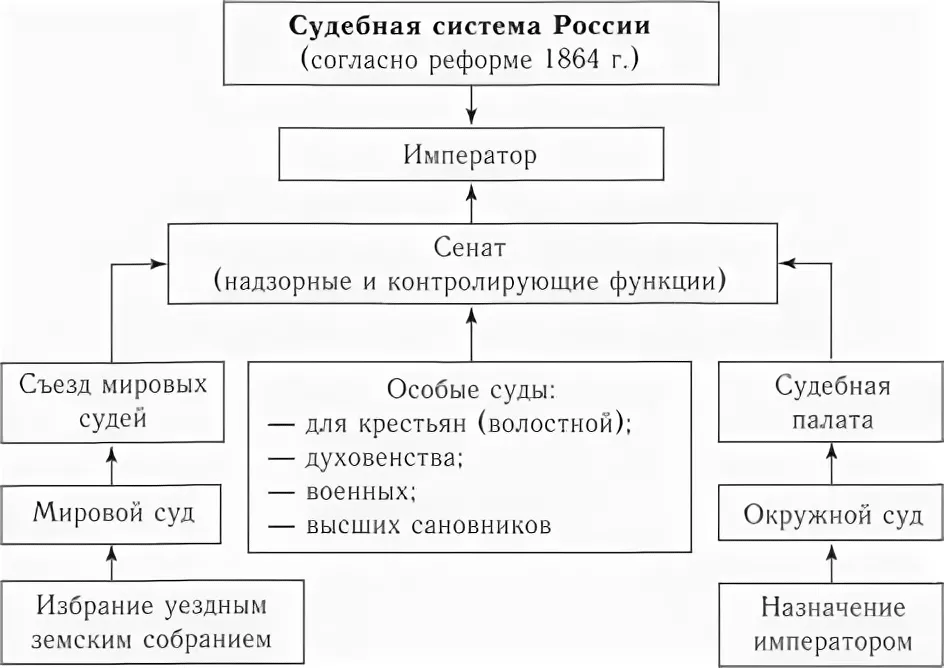 Судебная система России
(согласно реформе 1864 г.)
Император
Сенат
(надзорные и контролирующие функции)
Съезд мировых
судей
Особые суды:
— для крестьян (волостной);
— духовенства;
— военных;
— высших сановников
Судебная
палата
Мировой суд
Окружной суд
Избрание уездным
земским собранием
Назначение
императором